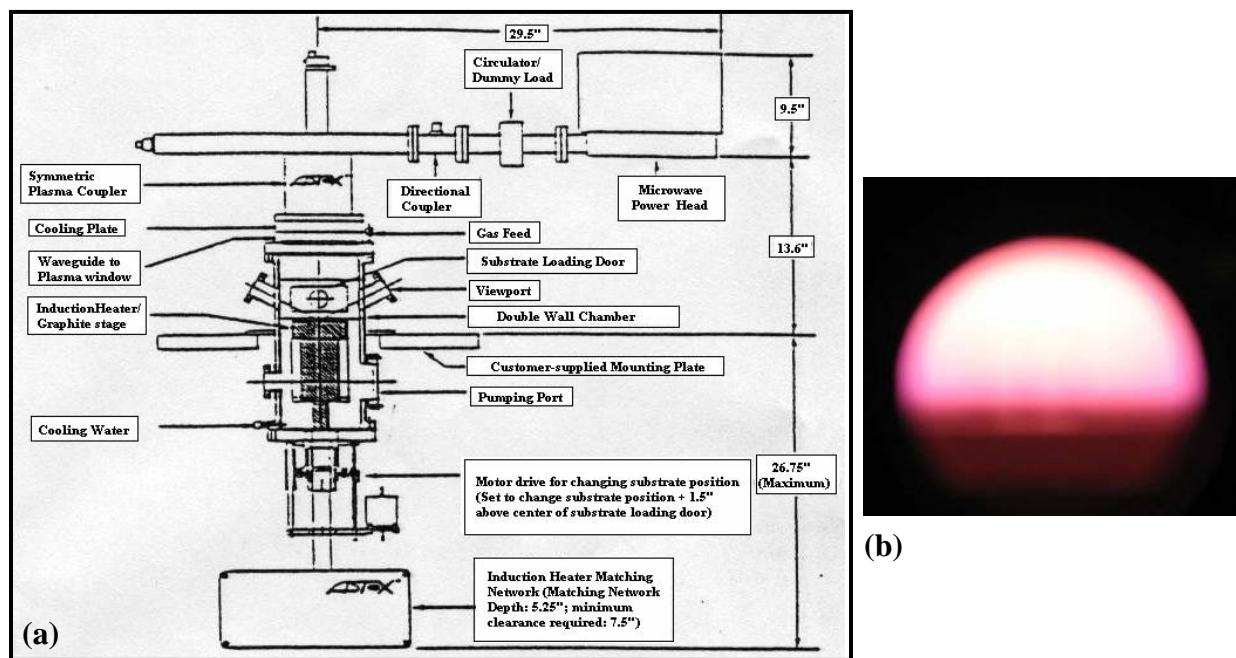 29.5"
Circulator/
Dummy Load
9.5"
Symmetric
Plasma Coupler
ASTeX
Directional
Coupler
Microwave
Power Head
Cooling Plate
Gas Feed
Waveguide to
Plasma window
Substrate Loading Door
13.6"
Viewport
InductionHeater/
Graphite stage
Double Wall Chamber
Customer-supplied Mounting Plate
Pumping Port
Cooling Water
26.75"
(Maximum)
Motor drive for changing substrate position
(Set to change substrate position + 1.5"
above center of substrate loading door)
Induction Heater Matching
Network (Matching Network
Depth: 5.25"; minimum
clearance required: 7.5")
ASTeX
(a)
(b)